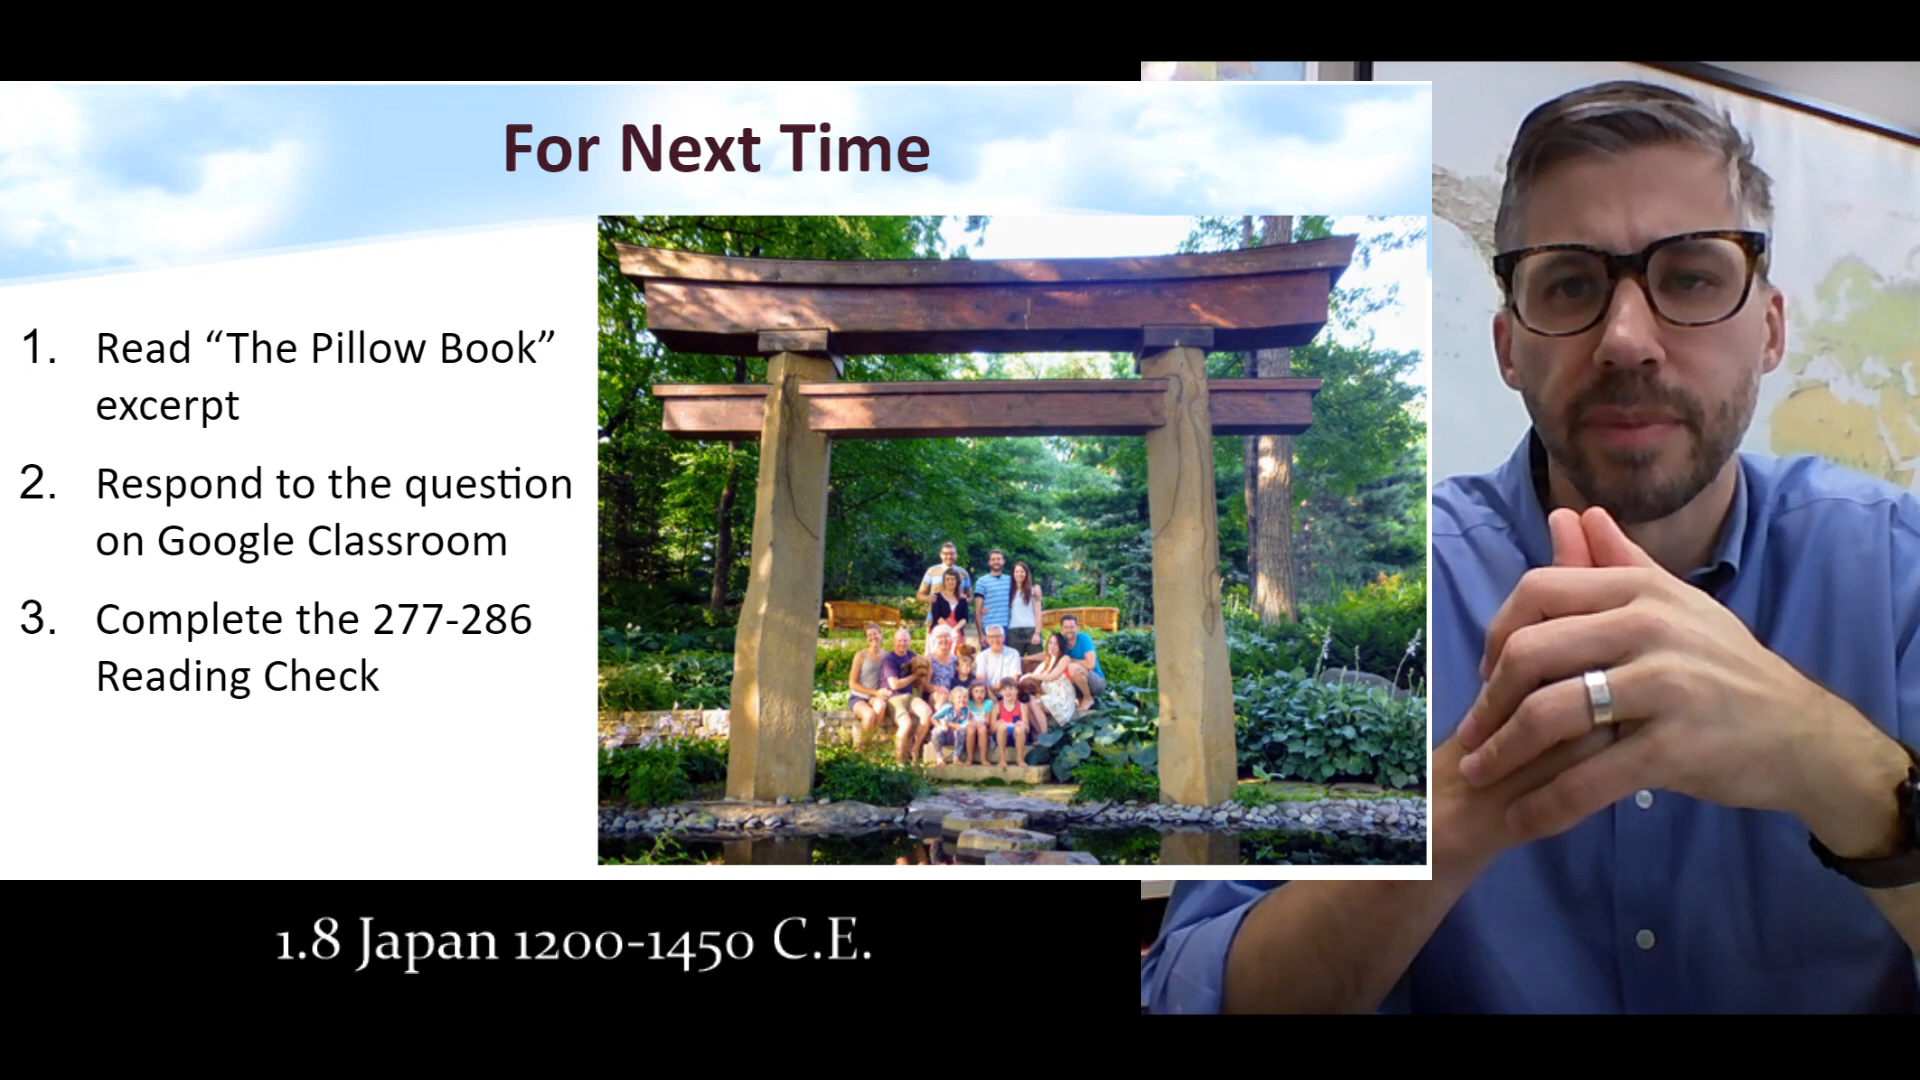 For Next Time
1. Read “The Pillow Book”
excerpt
2. Respond to the question
on Google Classroom
3. Complete the 277-286
Reading Check
1.8 Japan 1200-1450 C.E.